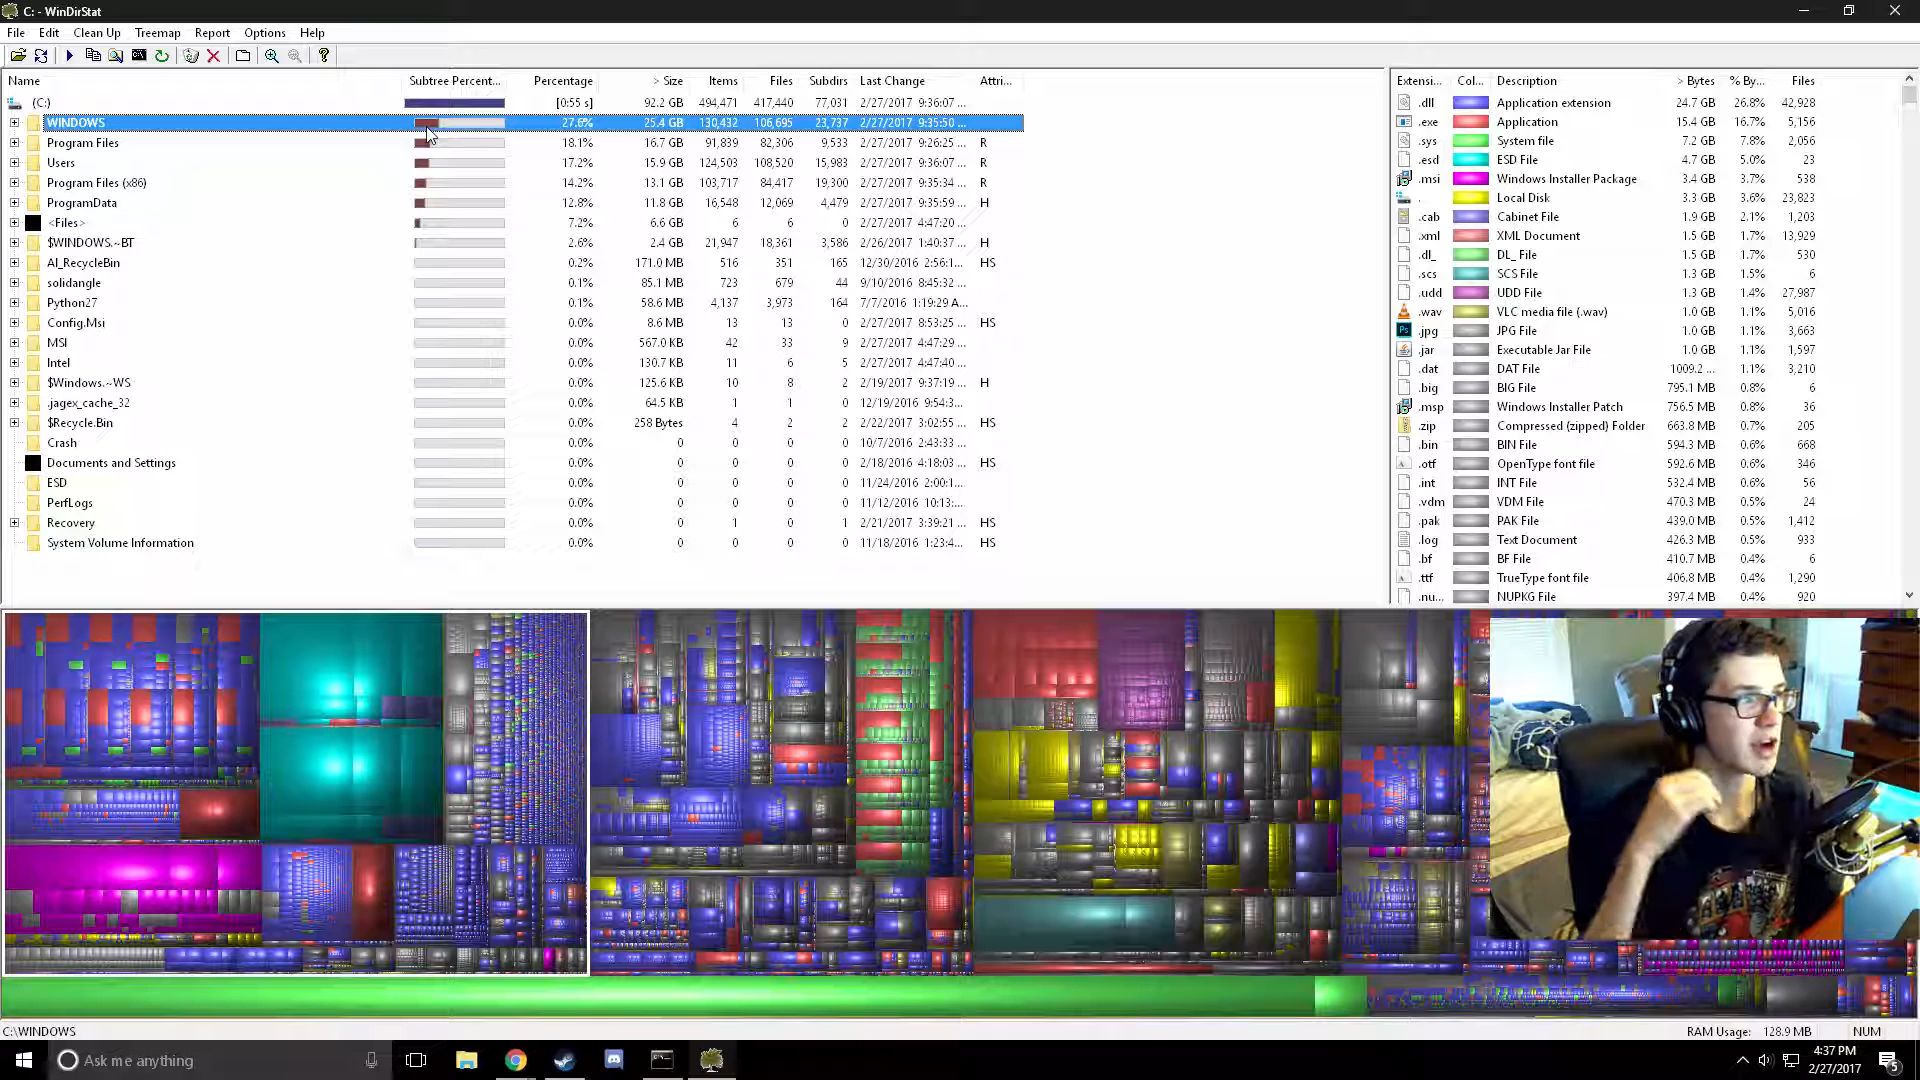 C: - WinDirStat
File Edit Clean Up Treemap Report Options Help
Name Subtree Percent... Percentage > Size Items Files Subdirs Last Change Attri...
(C:) [0:55 s] 92.2 GB 494,471 417,440 77,031 2/27/2017 9:36:07 ...
WINDOWS 27.6% 25.4 GB 130,432 106,695 23,737 2/27/2017 9:35:50 ...
Program Files 18.1% 16.7 GB 91,839 82,306 9,533 2/27/2017 9:26:25 ... R
Users 17.2% 15.9 GB 124,503 108,520 15,983 2/27/2017 9:36:07 ... R
Program Files (x86) 14.2% 13.1 GB 103,717 84,417 19,300 2/27/2017 9:35:34 ... R
ProgramData 12.8% 11.8 GB 16,548 12,069 4,479 2/27/2017 9:35:59 ... H
<Files> 7.2% 6.6 GB 6 6 0 2/27/2017 4:47:20 ...
$WINDOWS.~BT 2.6% 2.4 GB 21,947 18,361 3,586 2/26/2017 1:40:37 ... H
AI_RecycleBin 0.2% 171.0 MB 516 351 165 12/30/2016 2:56:1... HS
solidangle 0.1% 85.1 MB 723 679 44 9/10/2016 8:45:32 ...
Python27 0.1% 58.6 MB 4,137 3,973 164 7/7/2016 1:19:29 A...
Config.Msi 0.0% 8.6 MB 13 13 0 2/27/2017 8:53:25 ... HS
MSI 0.0% 567.0 KB 42 33 9 2/27/2017 4:47:29 ...
Intel 0.0% 130.7 KB 11 6 5 2/27/2017 4:47:40 ...
$Windows.~WS 0.0% 125.6 KB 10 8 2 2/19/2017 9:37:19 ... H
.jagex_cache_32 0.0% 64.5 KB 1 1 0 12/19/2016 9:54:3...
$Recycle.Bin 0.0% 258 Bytes 4 2 2 2/22/2017 3:02:55 ... HS
Crash 0.0% 0 0 0 0 10/7/2016 2:43:33 ...
Documents and Settings 0.0% 0 0 0 0 2/18/2016 4:18:03 ... HS
ESD 0.0% 0 0 0 0 11/24/2016 2:00:1...
PerfLogs 0.0% 0 0 0 0 11/12/2016 10:13:...
Recovery 0.0% 0 1 0 1 2/21/2017 3:39:21 ... HS
System Volume Information 0.0% 0 0 0 0 11/18/2016 1:23:4... HS
Extensi... Col... Description > Bytes % By... Files
.dll Application extension 24.7 GB 26.8% 42,928
.exe Application 15.4 GB 16.7% 5,156
.sys System file 7.2 GB 7.8% 2,056
.esd ESD File 4.7 GB 5.0% 23
.msi Windows Installer Package 3.4 GB 3.7% 538
. Local Disk 3.3 GB 3.6% 23,823
.cab Cabinet File 1.9 GB 2.1% 1,203
.xml XML Document 1.5 GB 1.7% 13,929
.dl_ DL_ File 1.5 GB 1.7% 530
.scs SCS File 1.3 GB 1.5% 6
.udd UDD File 1.3 GB 1.4% 27,987
.wav VLC media file (.wav) 1.0 GB 1.1% 5,016
.jpg JPG File 1.0 GB 1.1% 3,663
.jar Executable Jar File 1.0 GB 1.1% 1,597
.dat DAT File 1009.2 ... 1.1% 3,210
.big BIG File 795.1 MB 0.8% 6
.msp Windows Installer Patch 756.5 MB 0.8% 36
.zip Compressed (zipped) Folder 663.8 MB 0.7% 205
.bin BIN File 594.3 MB 0.6% 668
.otf OpenType font file 592.6 MB 0.6% 346
.int INT File 532.4 MB 0.6% 56
.vdm VDM File 470.3 MB 0.5% 24
.pak PAK File 439.0 MB 0.5% 1,412
.log Text Document 426.3 MB 0.5% 933
.bf BF File 410.7 MB 0.4% 6
.ttf TrueType font file 406.8 MB 0.4% 1,290
.nu... NUPKG File 397.4 MB 0.4% 920
C:\WINDOWS RAM Usage: 128.9 MB NUM
Ask me anything
4:37 PM
2/27/2017
5